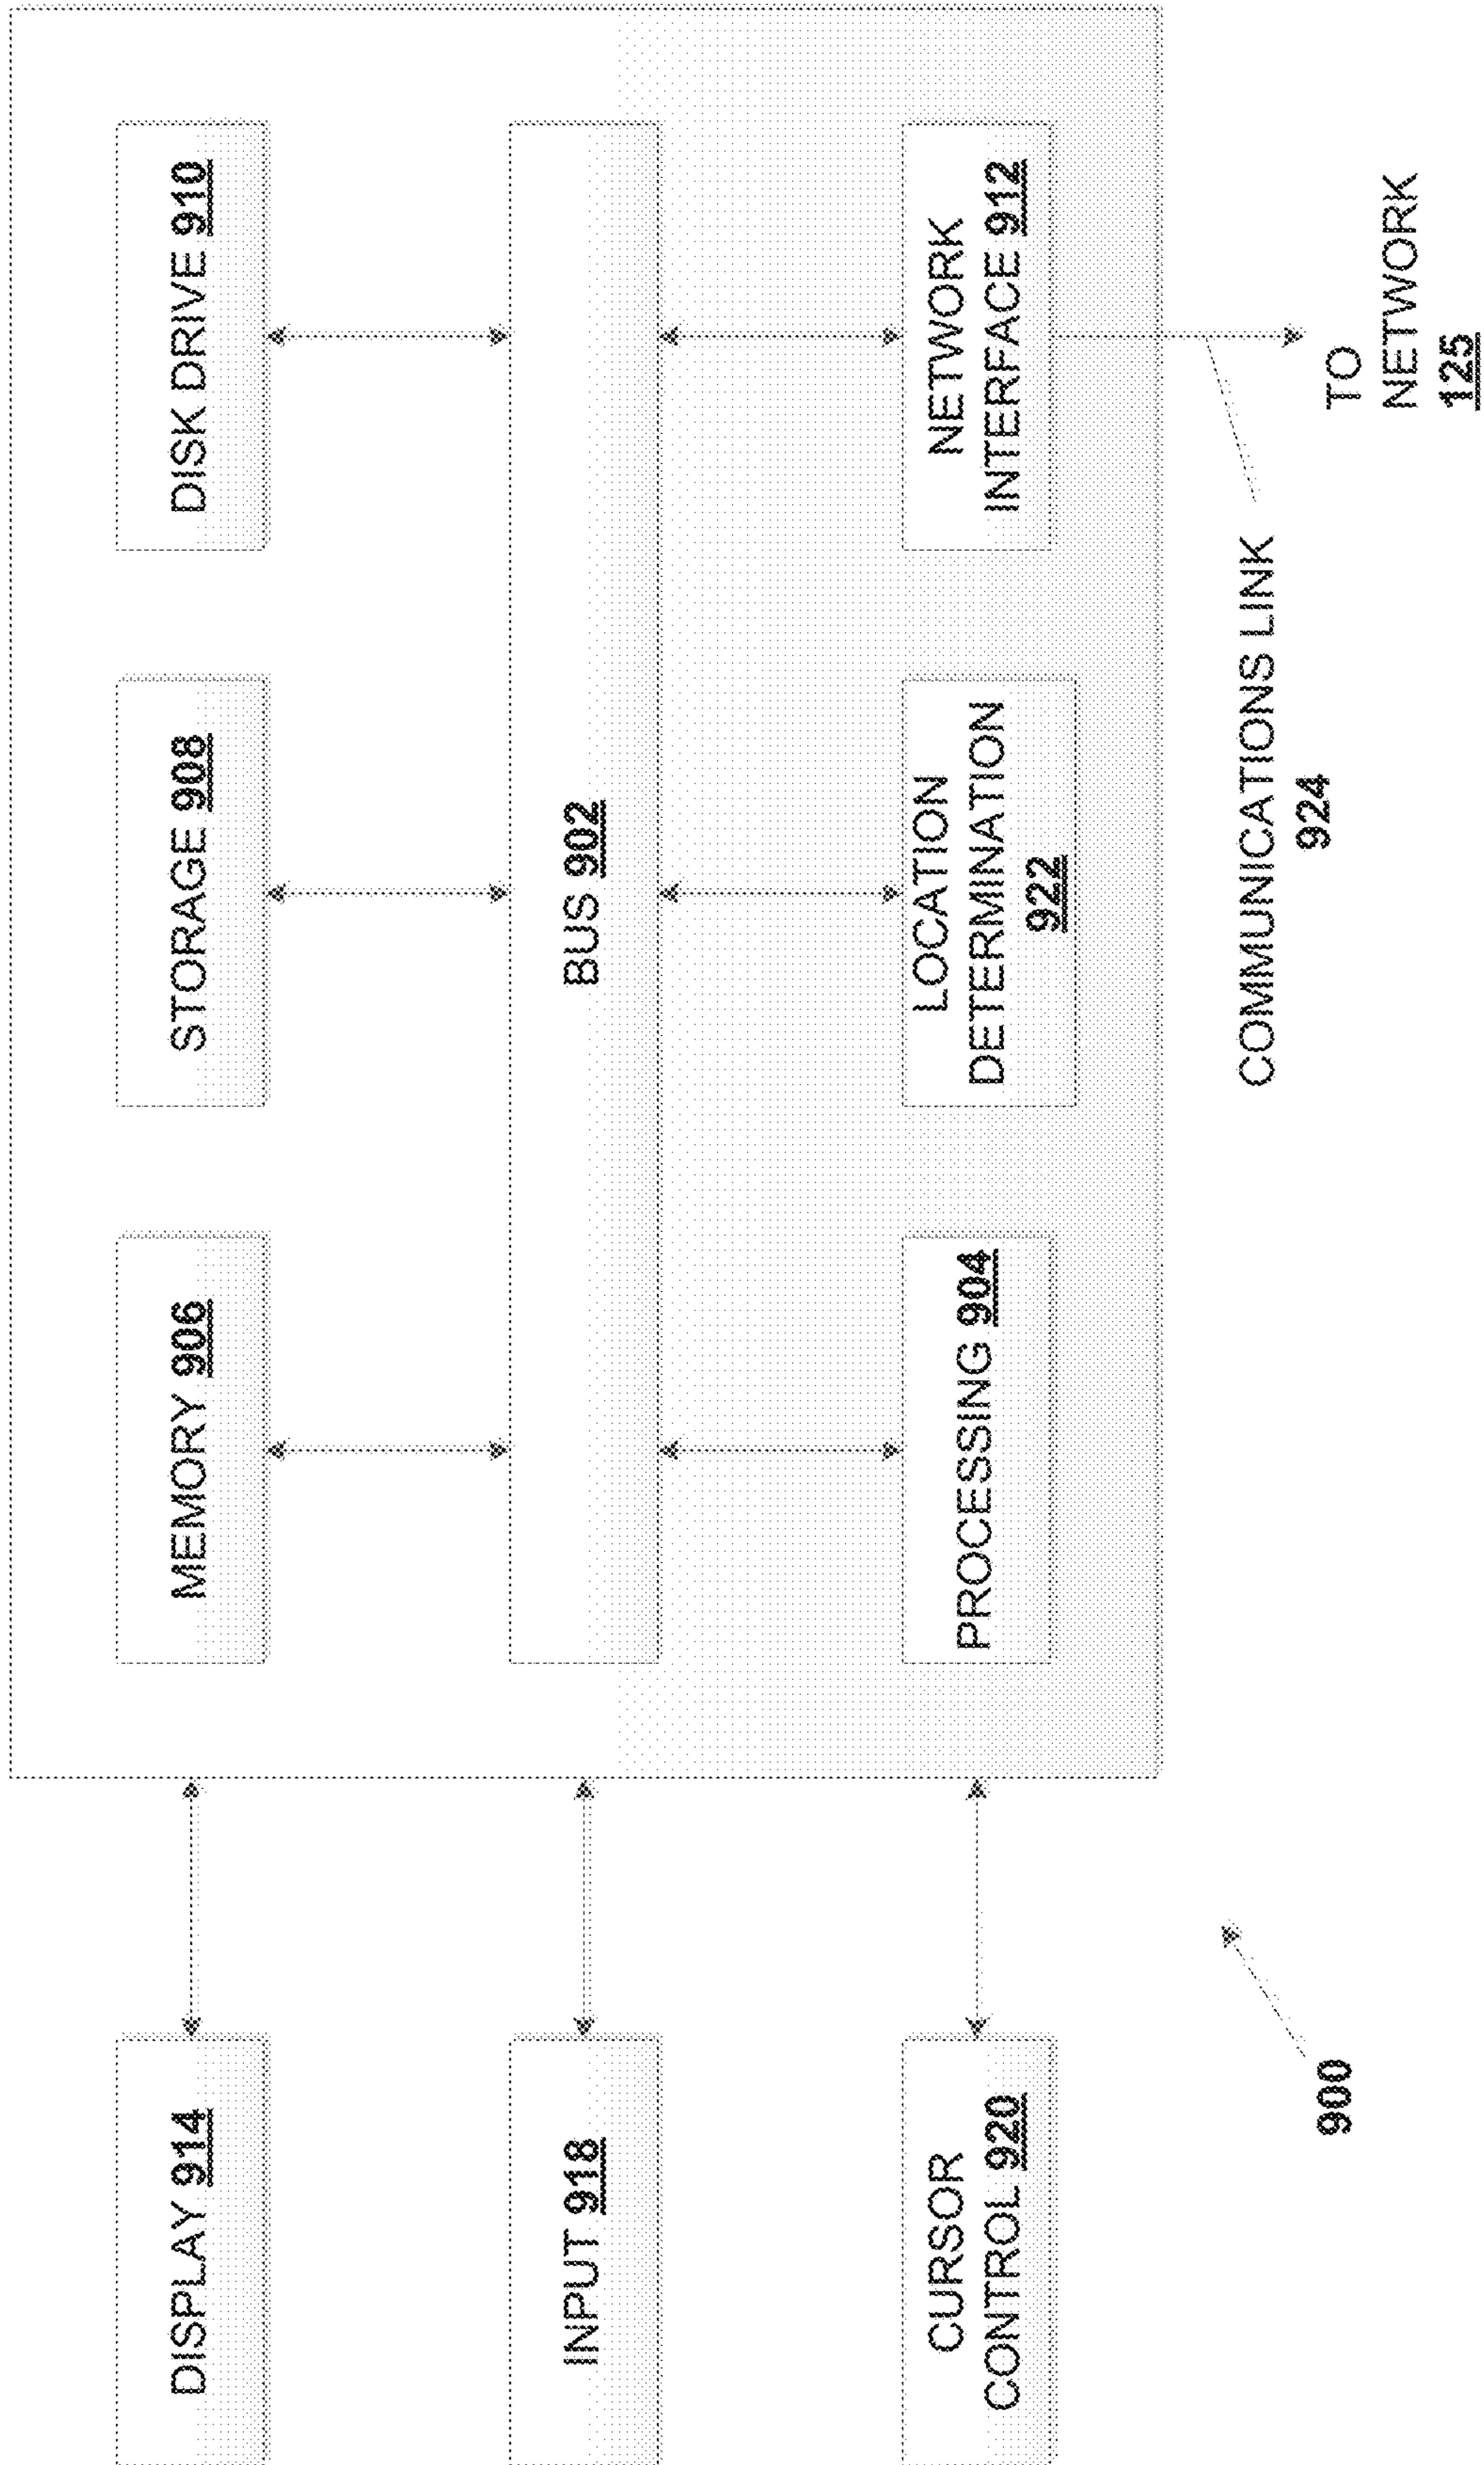 DISPLAY 914
MEMORY 906
STORAGE 908
DISK DRIVE 910
INPUT 918
BUS 902
CURSOR
CONTROL 920
PROCESSING 904
LOCATION
DETERMINATION
922
NETWORK
INTERFACE 912
COMMUNICATIONS LINK
924
900
TO
NETWORK
125